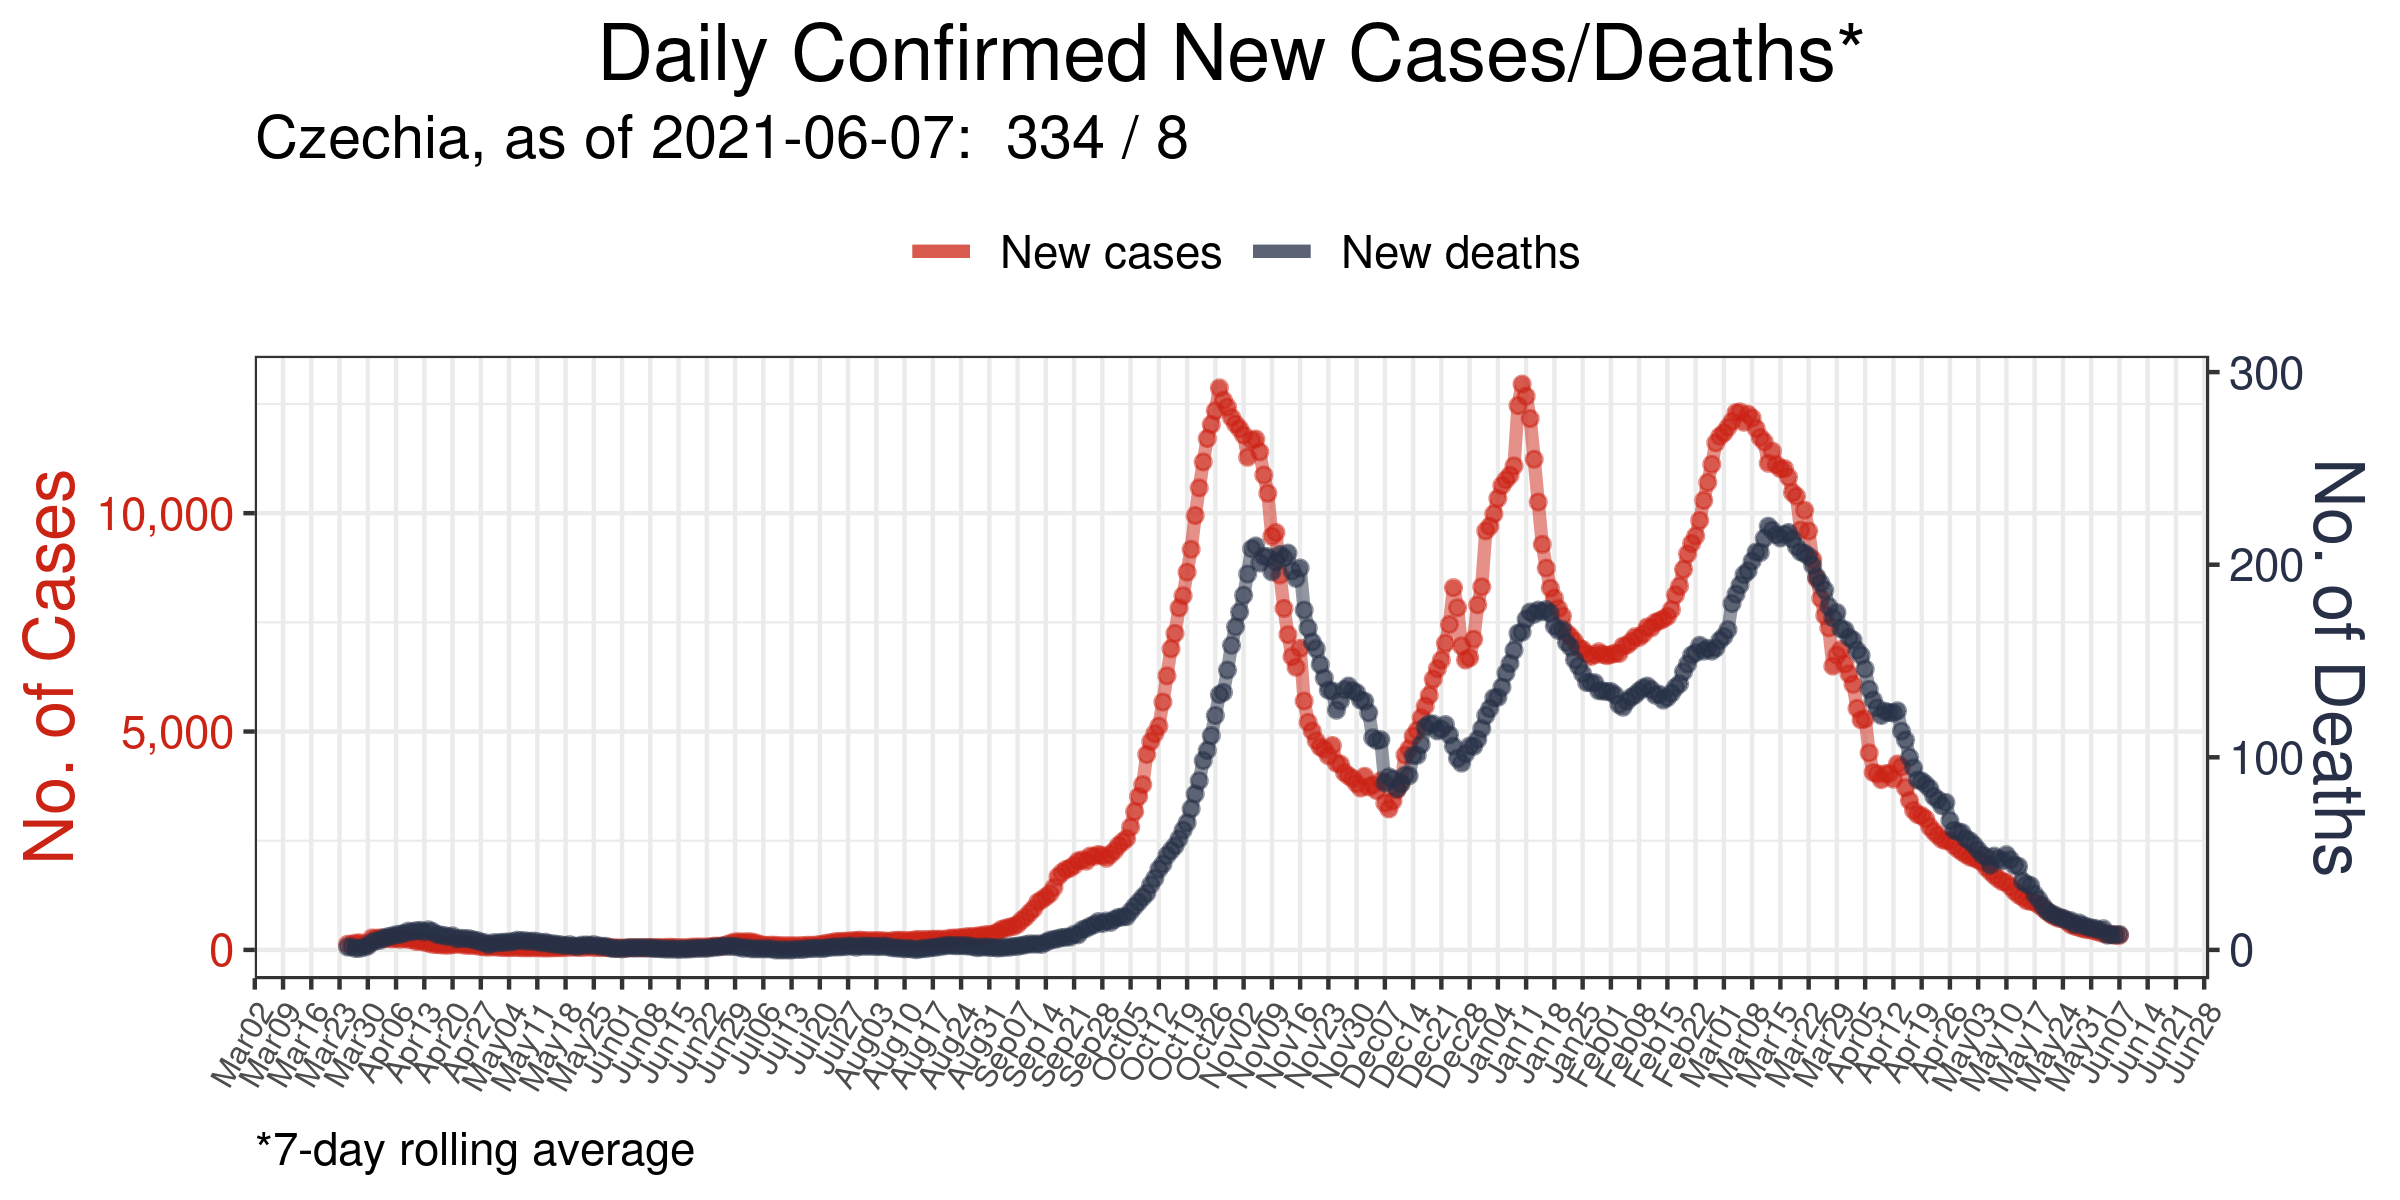 Daily Confirmed New Cases/Deaths*
Czechia, as of 2021-06-07:  334 / 8
New cases
New deaths
No. of Cases
10,000
5,000
0
300
200
100
0
No. of Deaths
Mar02
Mar09
Mar16
Mar23
Mar30
Apr06
Apr13
Apr20
Apr27
May04
May11
May18
May25
Jun01
Jun08
Jun15
Jun22
Jun29
Jul06
Jul13
Jul20
Jul27
Aug03
Aug10
Aug17
Aug24
Aug31
Sep07
Sep14
Sep21
Sep28
Oct05
Oct12
Oct19
Oct26
Nov02
Nov09
Nov16
Nov23
Nov30
Dec07
Dec14
Dec21
Dec28
Jan04
Jan11
Jan18
Jan25
Feb01
Feb08
Feb15
Feb22
Mar01
Mar08
Mar15
Mar22
Mar29
Apr05
Apr12
Apr19
Apr26
May03
May10
May17
May24
May31
Jun07
Jun14
Jun21
Jun28
*7-day rolling average